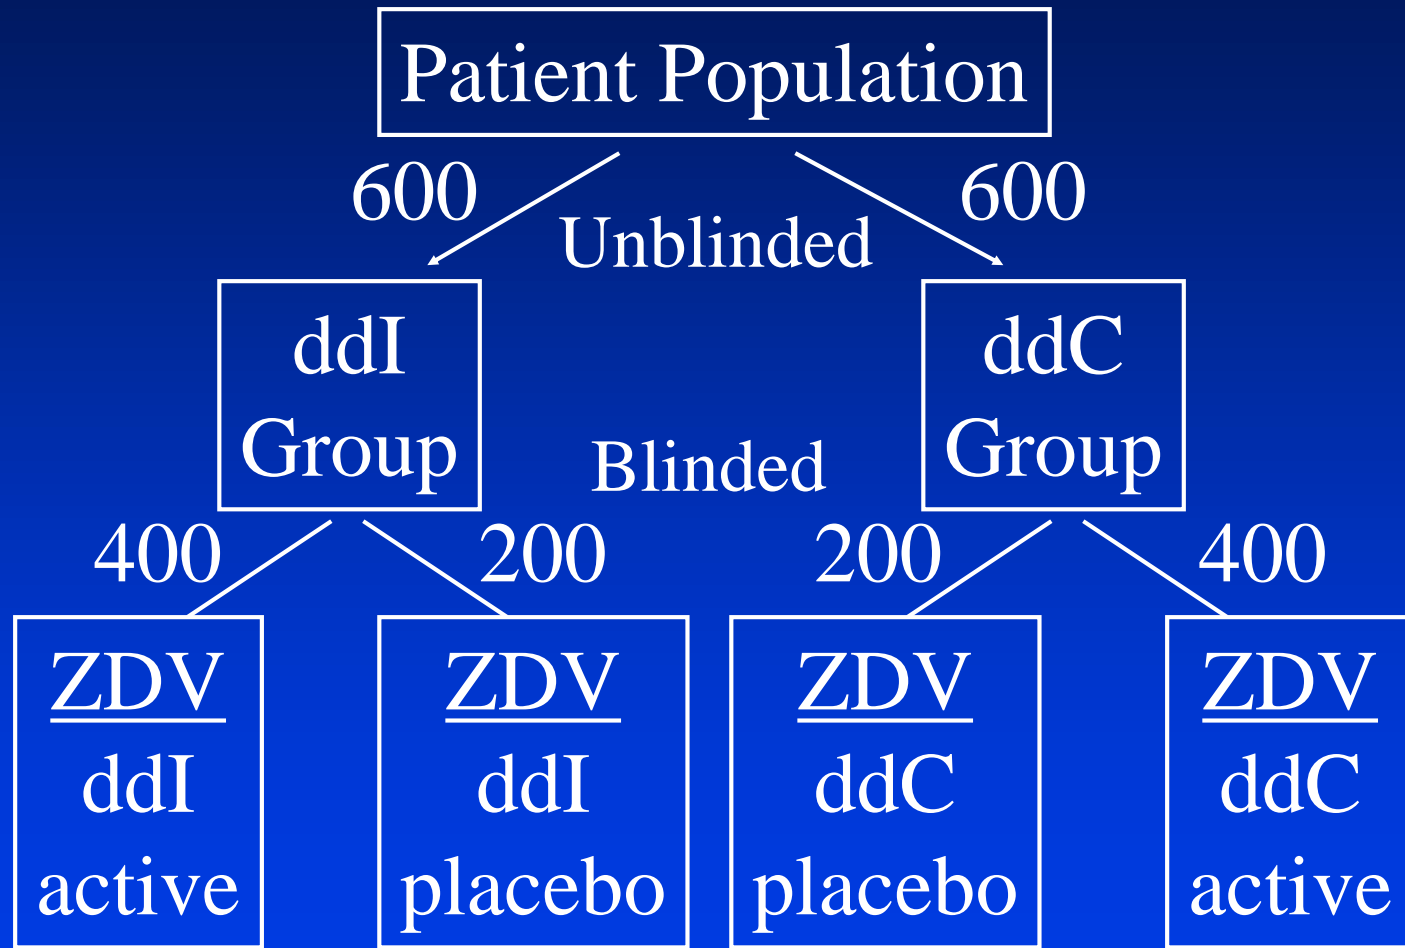 Patient Population
600
600
Unblinded
ddI
Group
ddC
Group
Blinded
400
200
200
400
ZDV
ddI
active
ZDV
ddI
placebo
ZDV
ddC
placebo
ZDV
ddC
active